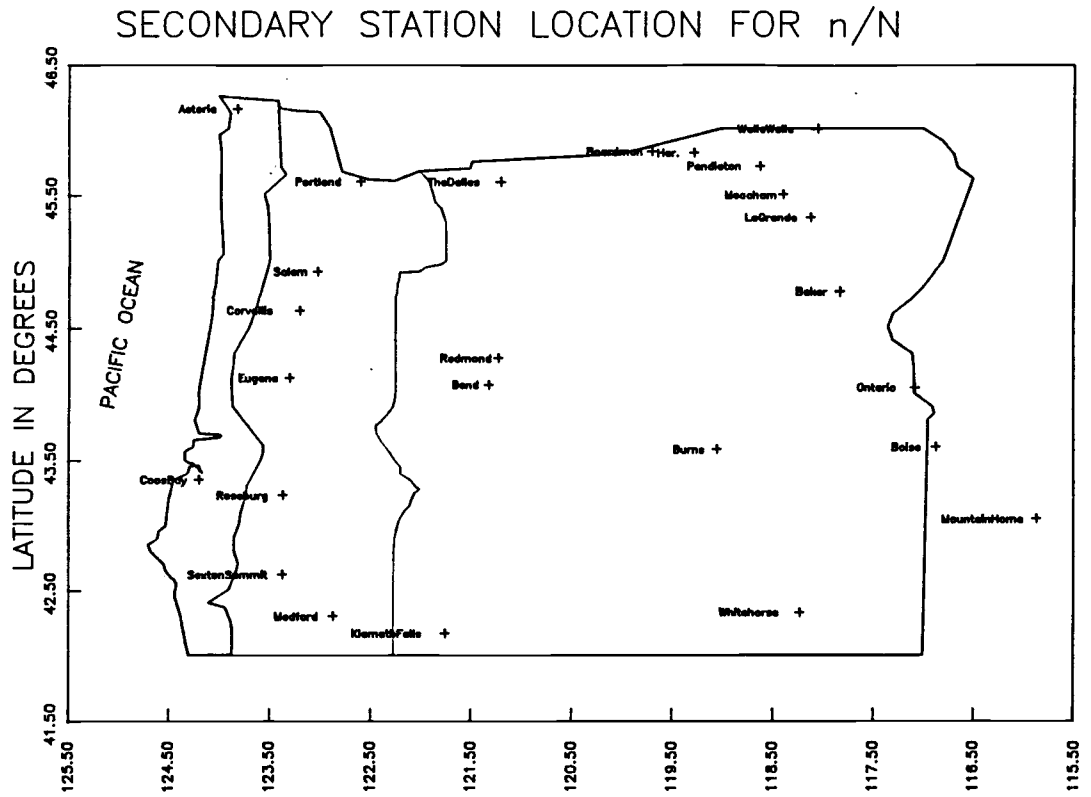 SECONDARY STATION LOCATION FOR n/N
LATITUDE IN DEGREES
46.50
45.50
44.50
43.50
42.50
41.50
PACIFIC OCEAN
Astoria
WallaWalla
Boardman
Her.
Pendleton
Portland
TheDalles
Meacham
LaGrande
Salem
Baker
Corvallis
Redmond
Eugene
Bend
Ontario
Burns
Boise
CoosBay
Roseburg
MountainHome
SextonSummit
Medford
Whitehorse
KlamathFalls
125.50
124.50
123.50
122.50
121.50
120.50
119.50
118.50
117.50
116.50
115.50